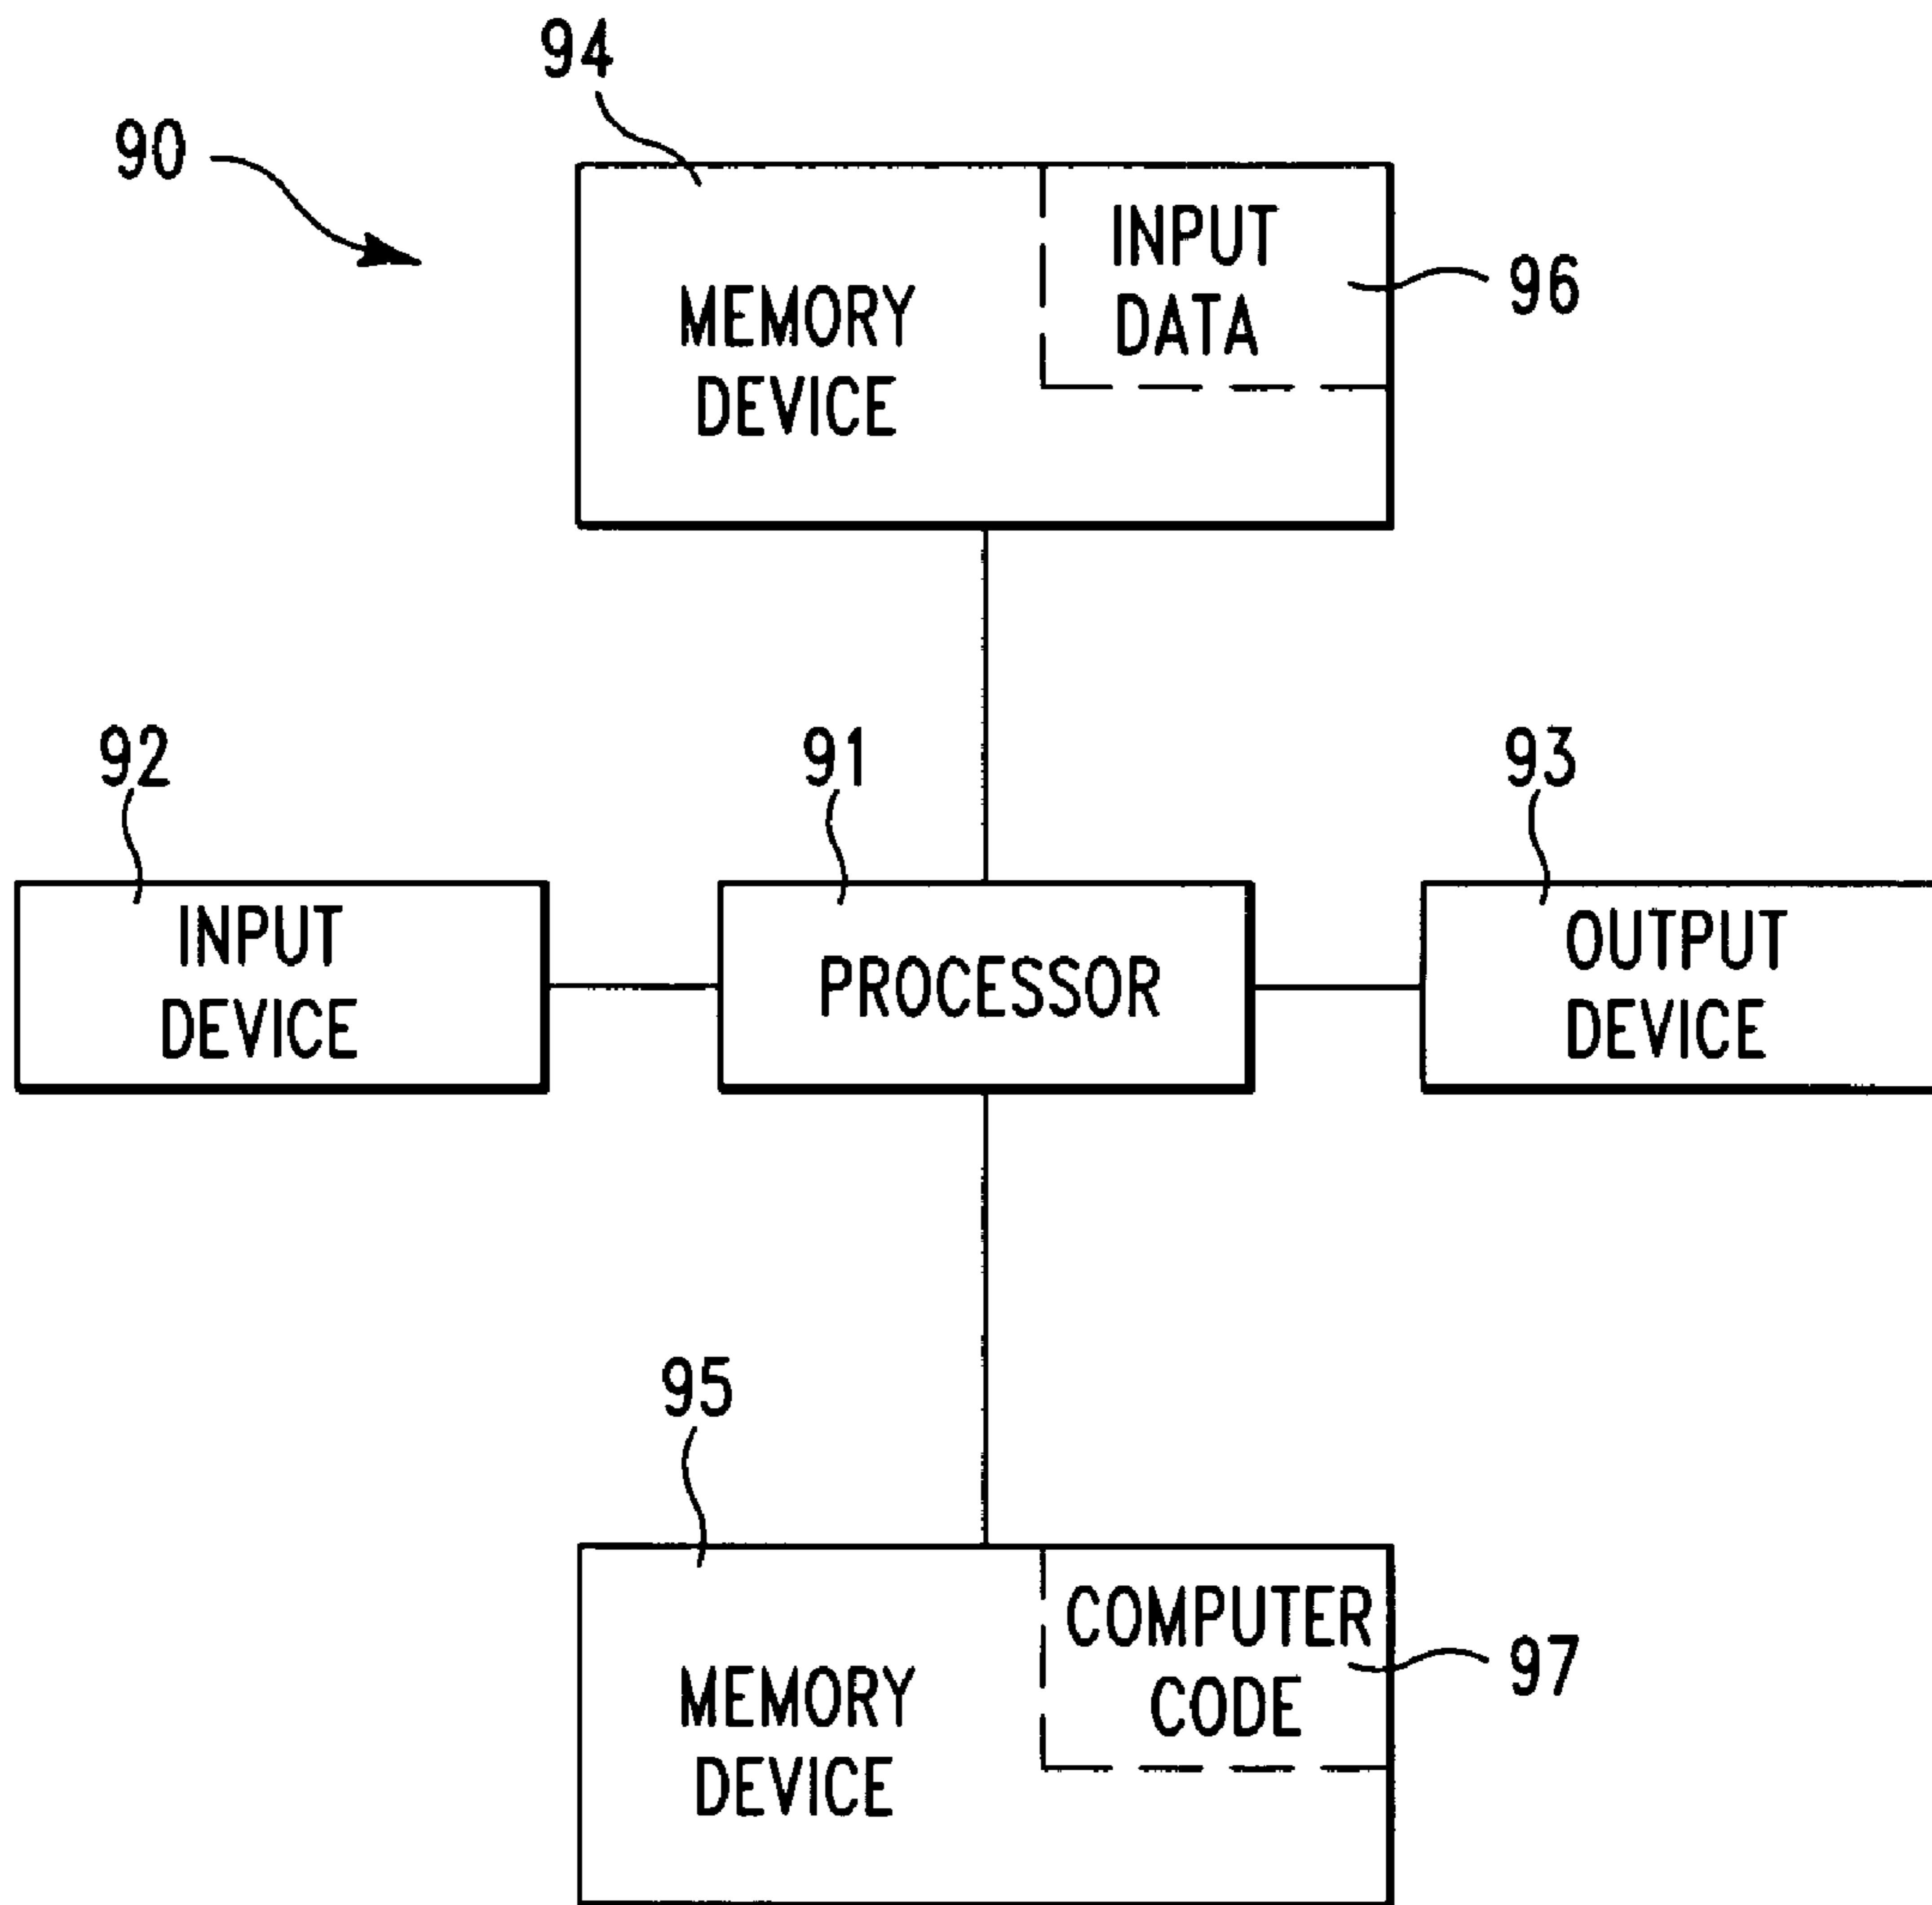 94
90
INPUT
DATA
96
MEMORY
DEVICE
92
91
93
INPUT
DEVICE
PROCESSOR
OUTPUT
DEVICE
95
COMPUTER
CODE
97
MEMORY
DEVICE